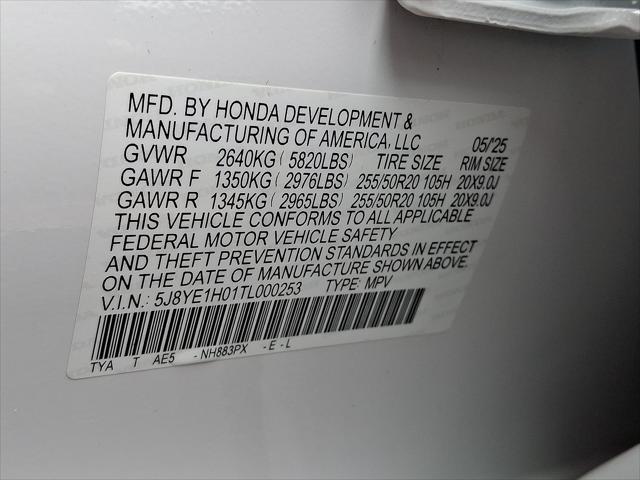 MFD. BY HONDA DEVELOPMENT &
MANUFACTURING OF AMERICA, LLC 05/'25
GVWR 2640KG ( 5820LBS) TIRE SIZE RIM SIZE
GAWR F 1350KG ( 2976LBS) 255/50R20 105H 20X9.0J
GAWR R 1345KG ( 2965LBS) 255/50R20 105H 20X9.0J
THIS VEHICLE CONFORMS TO ALL APPLICABLE
FEDERAL MOTOR VEHICLE SAFETY
AND THEFT PREVENTION STANDARDS IN EFFECT
ON THE DATE OF MANUFACTURE SHOWN ABOVE.
V.I.N.: 5J8YE1H01TL000253 TYPE: MPV
TYA T AE5 - NH883PX - E - L